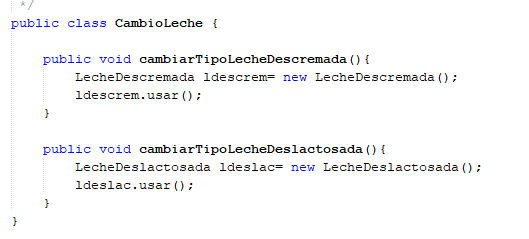 */
public class CambioLeche {
public void cambiarTipoLecheDescremada(){
LecheDescremada ldescrem= new LecheDescremada();
ldescrem.usar();
}
public void cambiarTipoLecheDeslactosada(){
LecheDeslactosada ldeslac= new LecheDeslactosada();
ldeslac.usar();
}
}